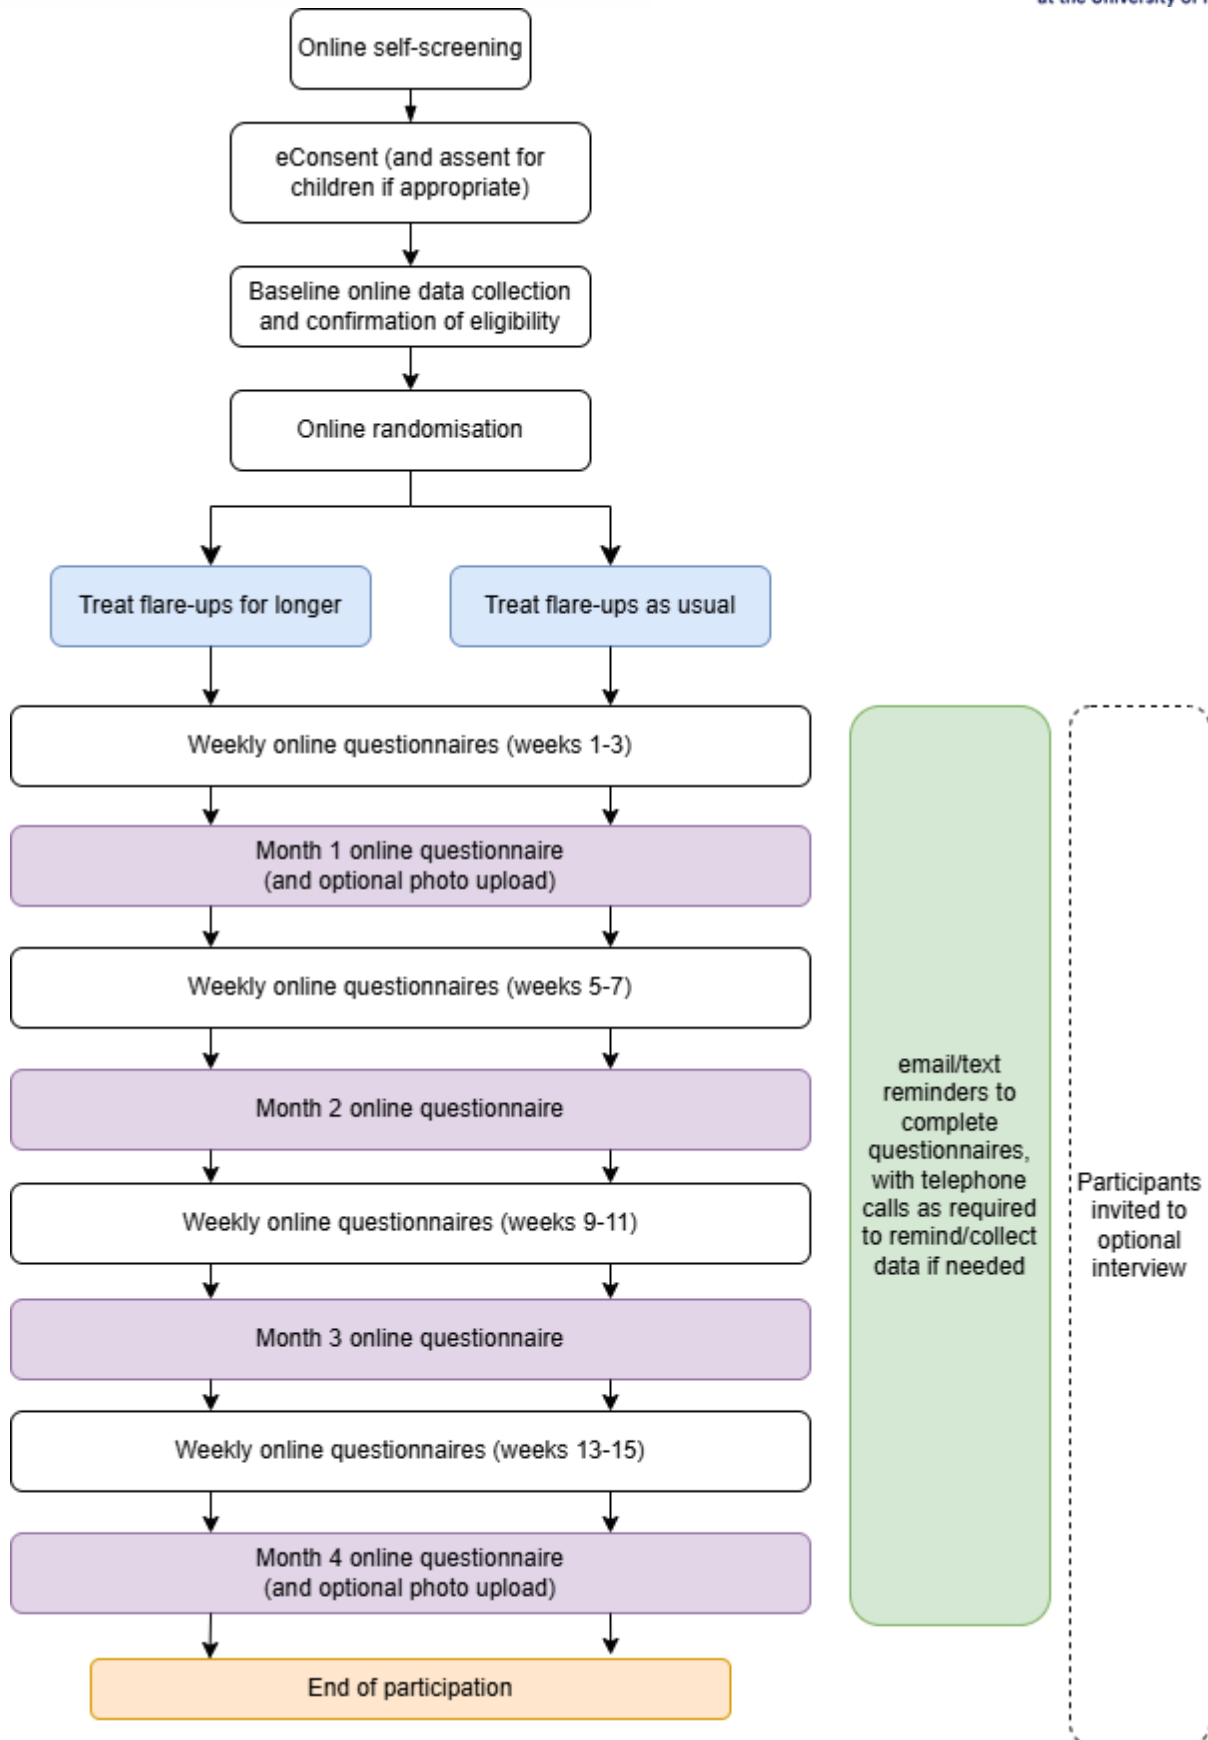 at the University of
Online self-screening
eConsent (and assent for
children if appropriate)
Baseline online data collection
and confirmation of eligibility
Online randomisation
Treat flare-ups for longer
Treat flare-ups as usual
Weekly online questionnaires (weeks 1-3)
Month 1 online questionnaire
(and optional photo upload)
Weekly online questionnaires (weeks 5-7)
Month 2 online questionnaire
Weekly online questionnaires (weeks 9-11)
Month 3 online questionnaire
Weekly online questionnaires (weeks 13-15)
Month 4 online questionnaire
(and optional photo upload)
End of participation
email/text
reminders to
complete
questionnaires,
with telephone
calls as required
to remind/collect
data if needed
Participants
invited to
optional
interview